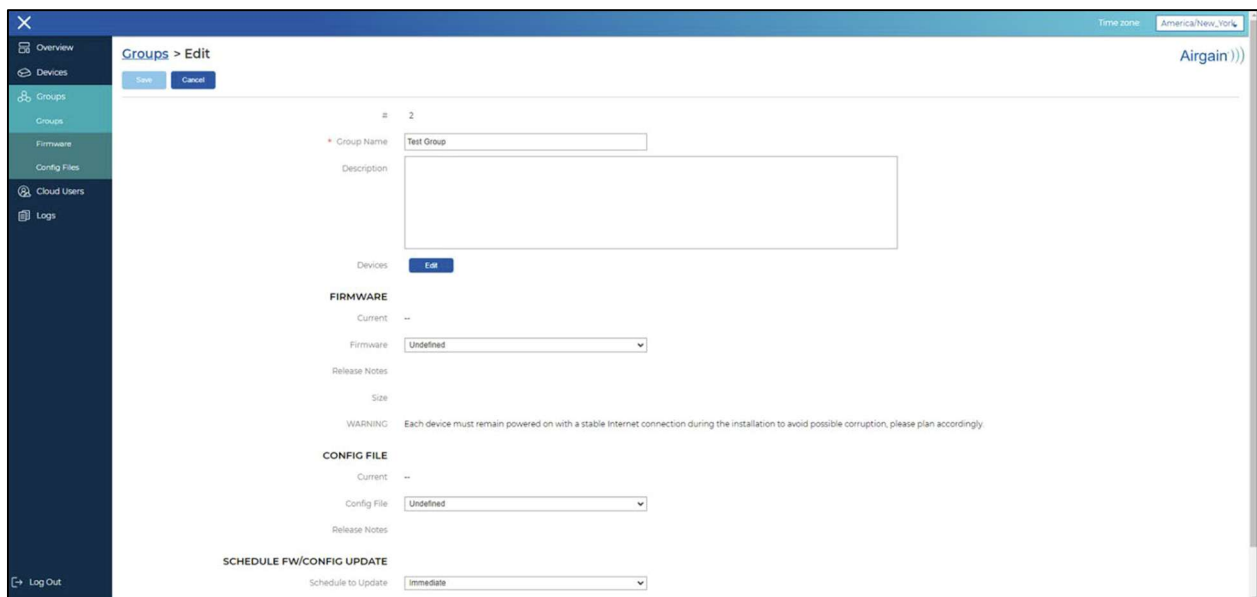 Time zone America/New_York
Overview
Devices
Groups
Groups
Firmware
Config Files
Cloud Users
Logs
Log Out
Groups > Edit
Airgain
Save Cancel
# 2
* Group Name Test Group
Description
Devices Edit
FIRMWARE
Current --
Firmware Undefined
Release Notes
Size
WARNING Each device must remain powered on with a stable Internet connection during the installation to avoid possible corruption, please plan accordingly.
CONFIG FILE
Current --
Config File Undefined
Release Notes
SCHEDULE FW/CONFIG UPDATE
Schedule to Update Immediate